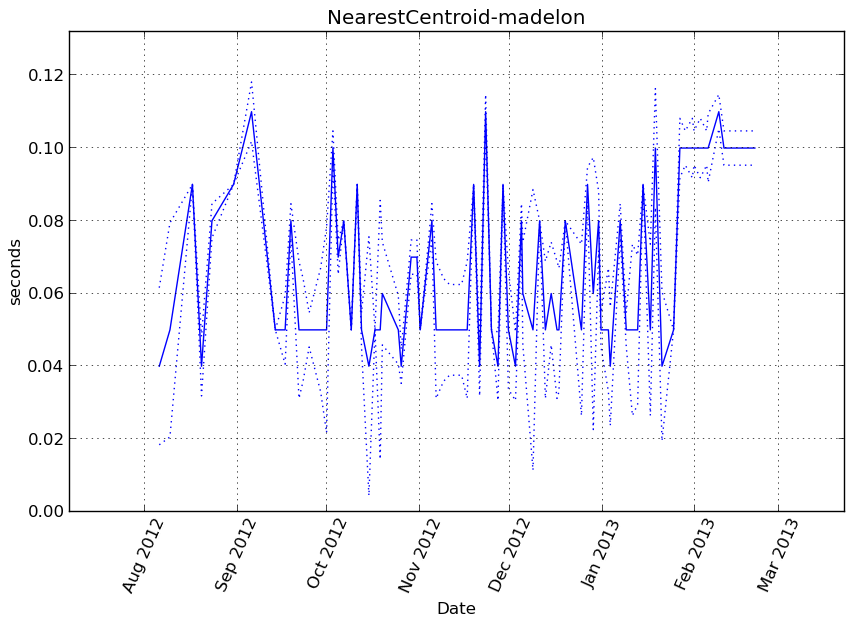 NearestCentroid-madelon
0.12
0.10
0.08
0.06
0.04
0.02
0.00
seconds
Aug 2012
Sep 2012
Oct 2012
Nov 2012
Dec 2012
Jan 2013
Feb 2013
Mar 2013
Date